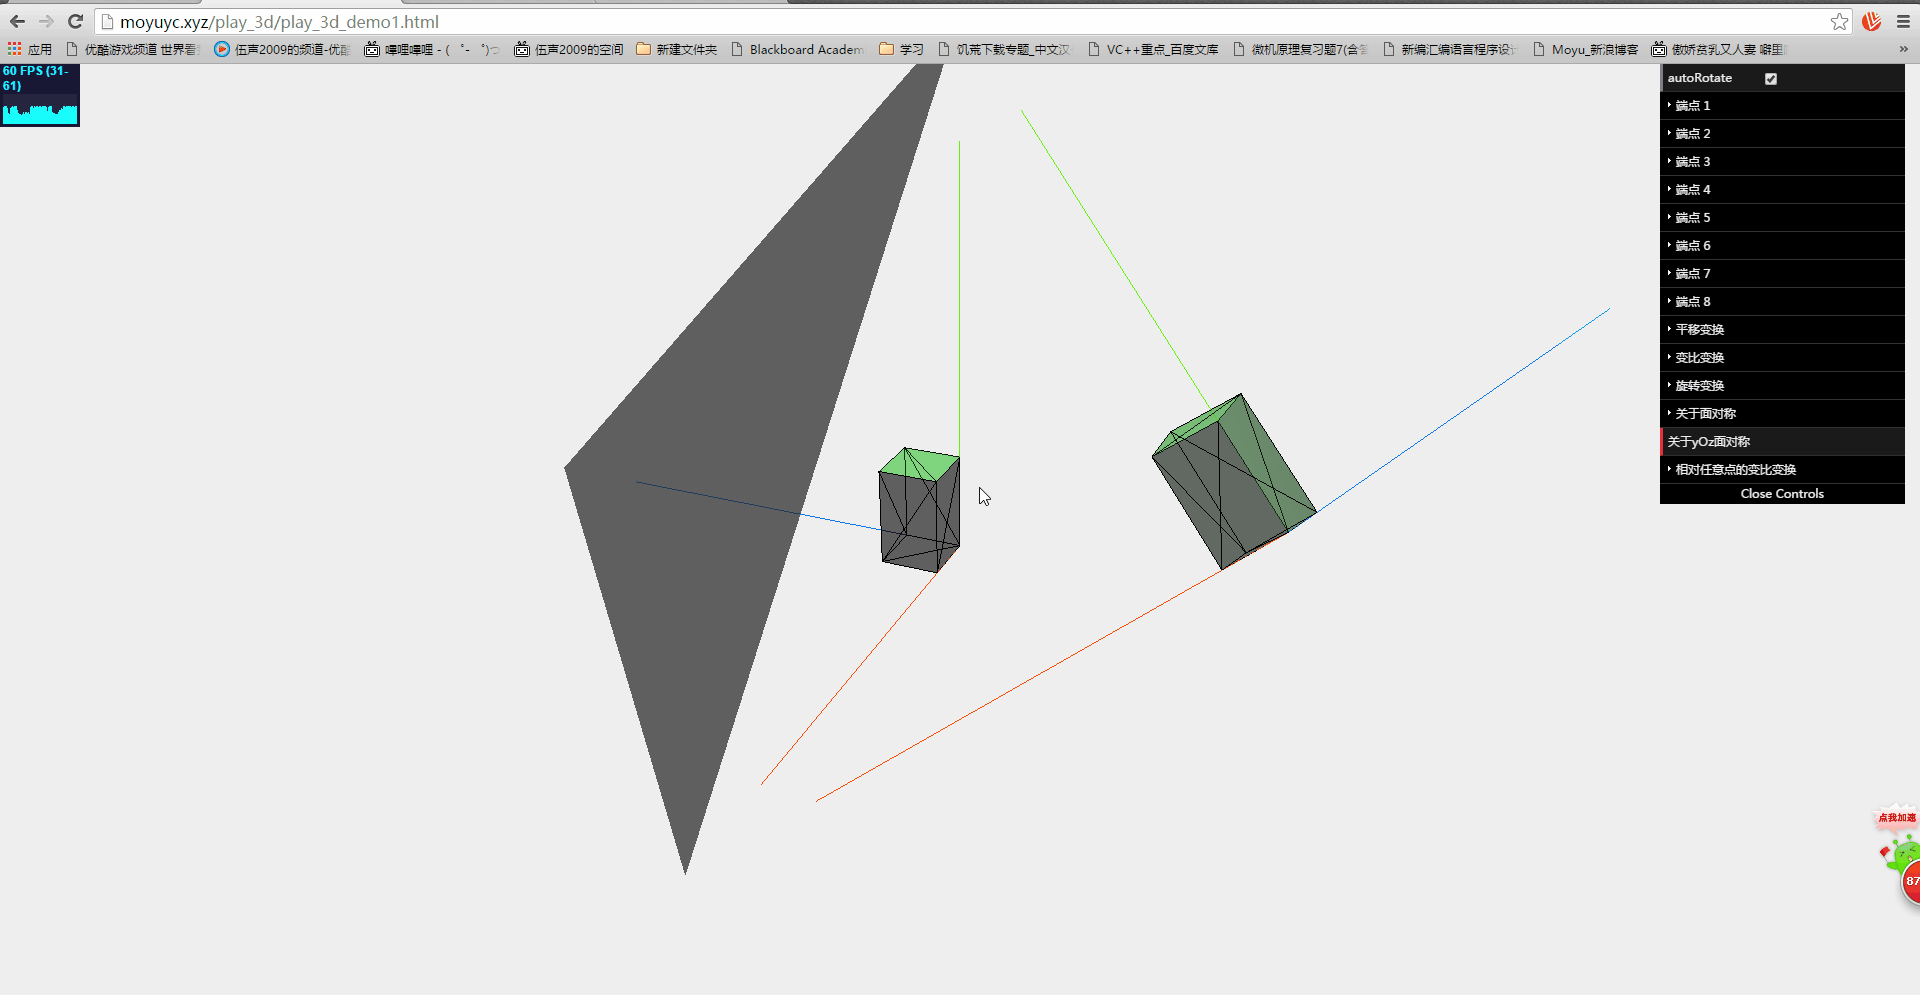 moyuyc.xyz/play_3d/play_3d_demo1.html
应用
优酷游戏频道 世界看
伍声2009的频道-优酷
哔哩哔哩 - ( ゜- ゜)つ
伍声2009的空间
新建文件夹
Blackboard Academ
学习
饥荒下载专题_中文汉
VC++重点_百度文库
微机原理复习题7(含答
新编汇编语言程序设计
Moyu_新浪博客
傲娇贫乳又人妻 噼里
»
60 FPS (31-
61)
autoRotate
端点 1
端点 2
端点 3
端点 4
端点 5
端点 6
端点 7
端点 8
平移变换
变比变换
旋转变换
关于面对称
关于yOz面对称
相对任意点的变比变换
Close Controls
点我加速
87